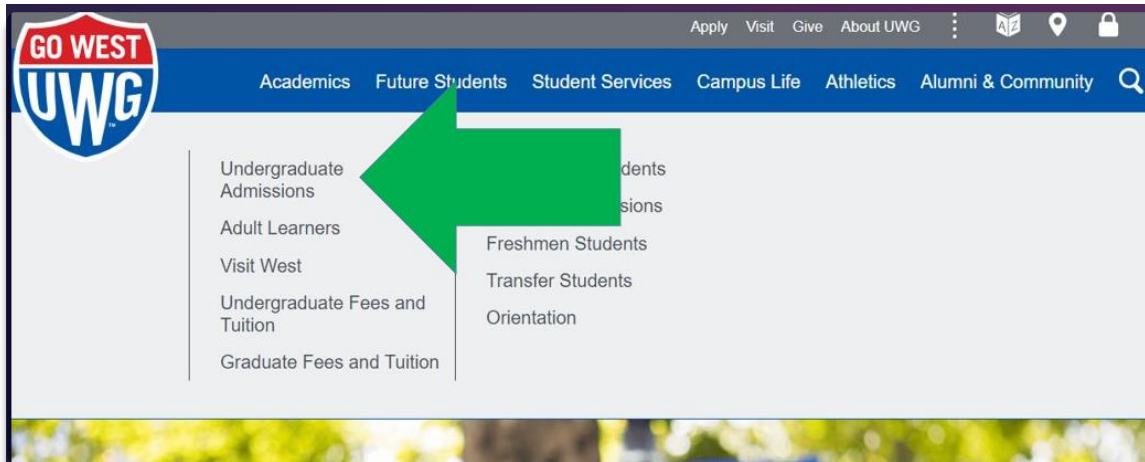 Apply Visit Give About UWG
A Z
GO WEST
UWG
TM
Academics Future Students Student Services Campus Life Athletics Alumni & Community
Undergraduate
Admissions
Adult Learners
Visit West
Undergraduate Fees and
Tuition
Graduate Fees and Tuition
Freshmen Students
Transfer Students
Orientation